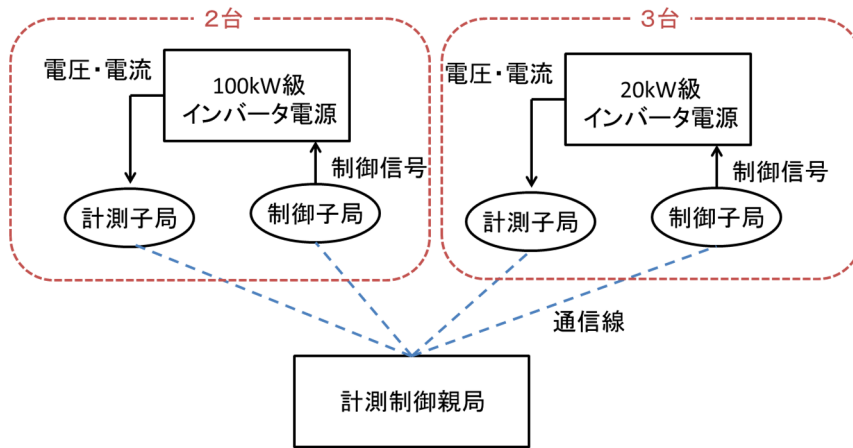 2台
3台
電圧・電流
100kW級
インバータ電源
電圧・電流
20kW級
インバータ電源
制御信号
制御信号
計測子局
制御子局
計測子局
制御子局
通信線
計測制御親局